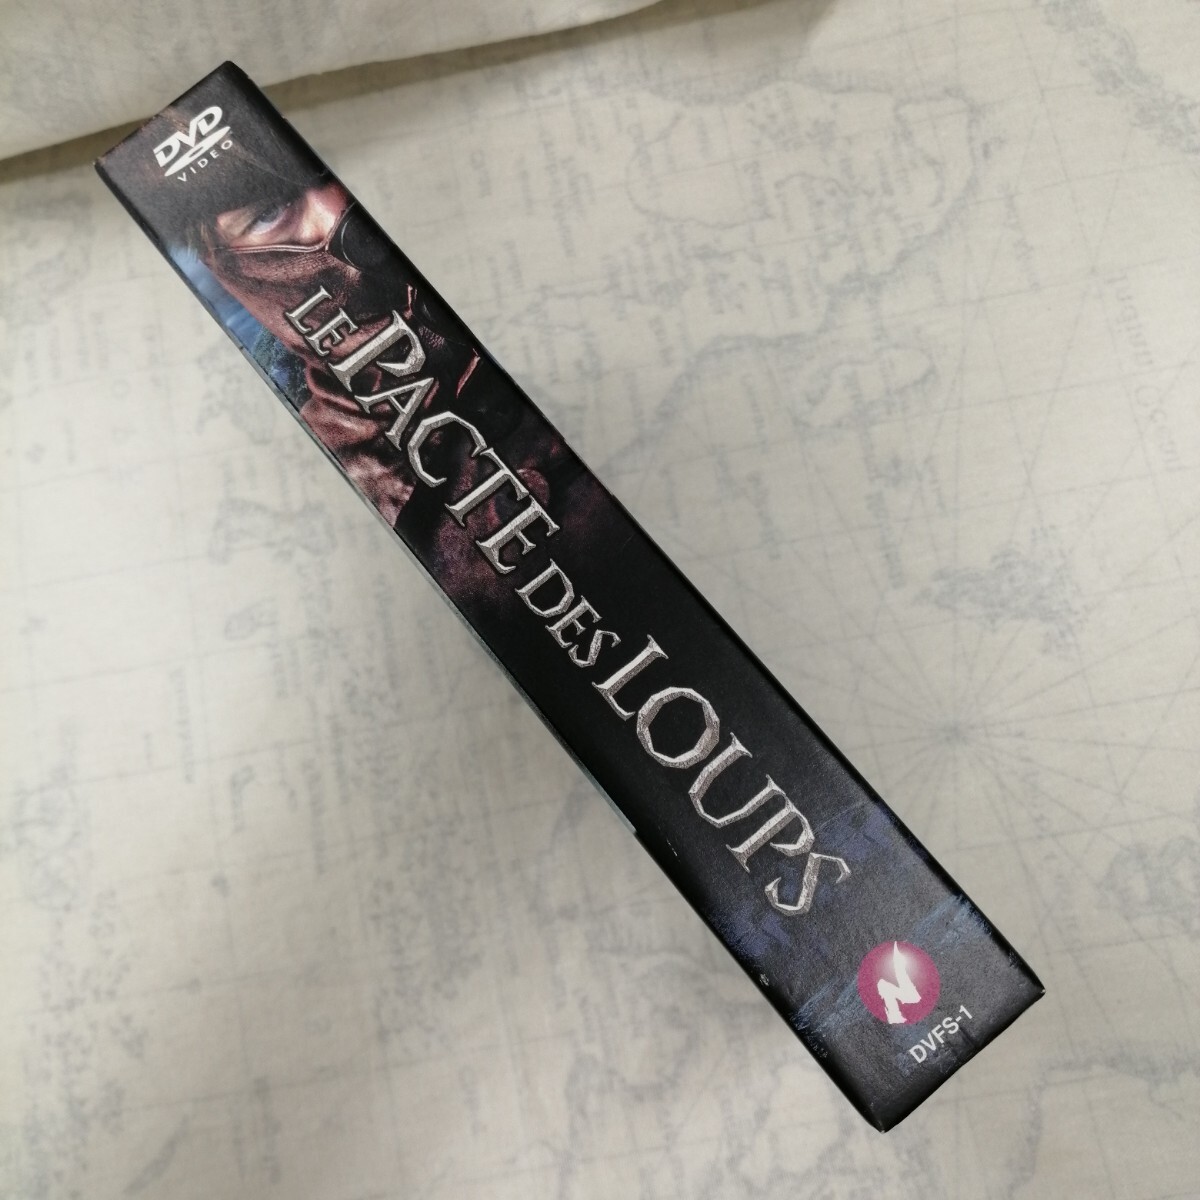 DVD
VIDEO
LE PACTE DES LOUPS
N
DVFS-1